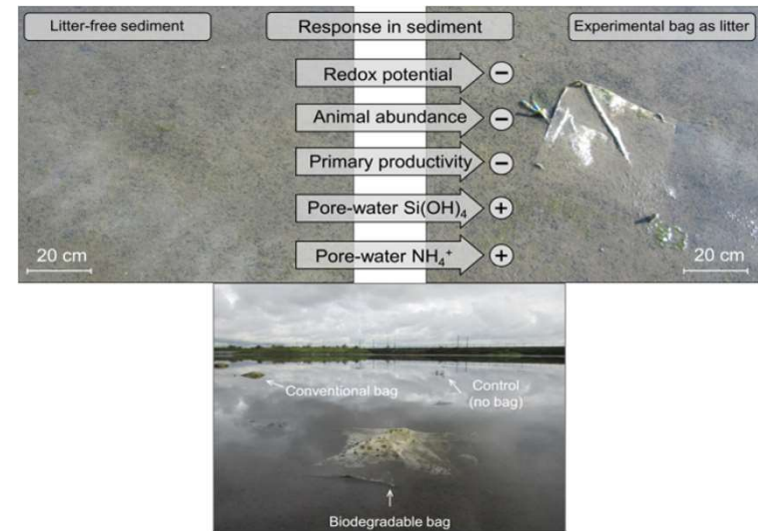 Litter-free sediment
Response in sediment
Experimental bag as litter
Redox potential −
Animal abundance −
Primary productivity −
Pore-water Si(OH)₄ +
Pore-water NH₄⁺ +
20 cm
20 cm
Conventional bag
Control
(no bag)
Biodegradable bag